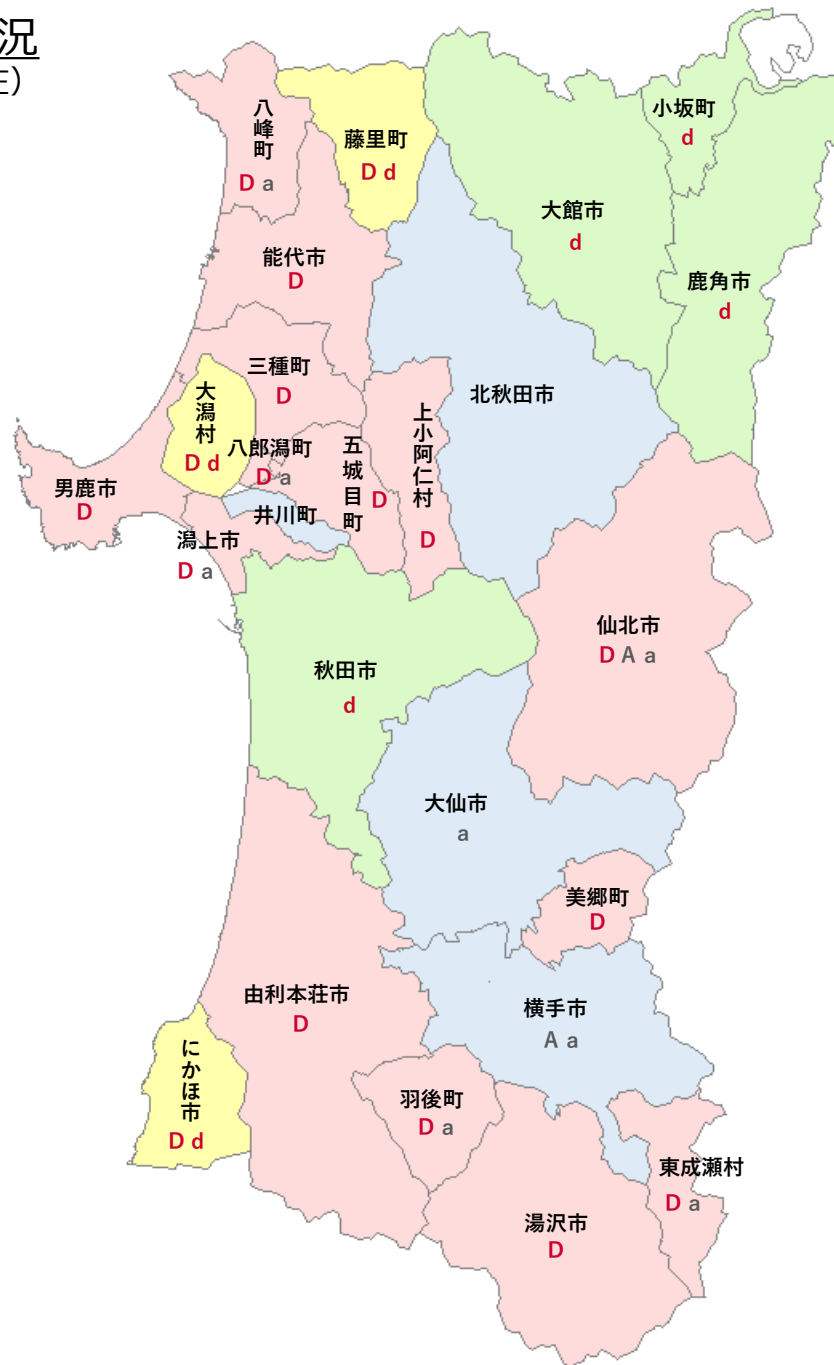 況
在）
八峰町
D a
藤里町
D d
小坂町
d
大館市
d
鹿角市
d
能代市
D
三種町
D
大潟村
D d
八郎潟町
D a
五城目町
D
上小阿仁村
D
北秋田市
男鹿市
D
井川町
潟上市
D a
仙北市
D A a
秋田市
d
大仙市
a
美郷町
D
由利本荘市
D
横手市
A a
にかほ市
D d
羽後町
D a
東成瀬村
D a
湯沢市
D